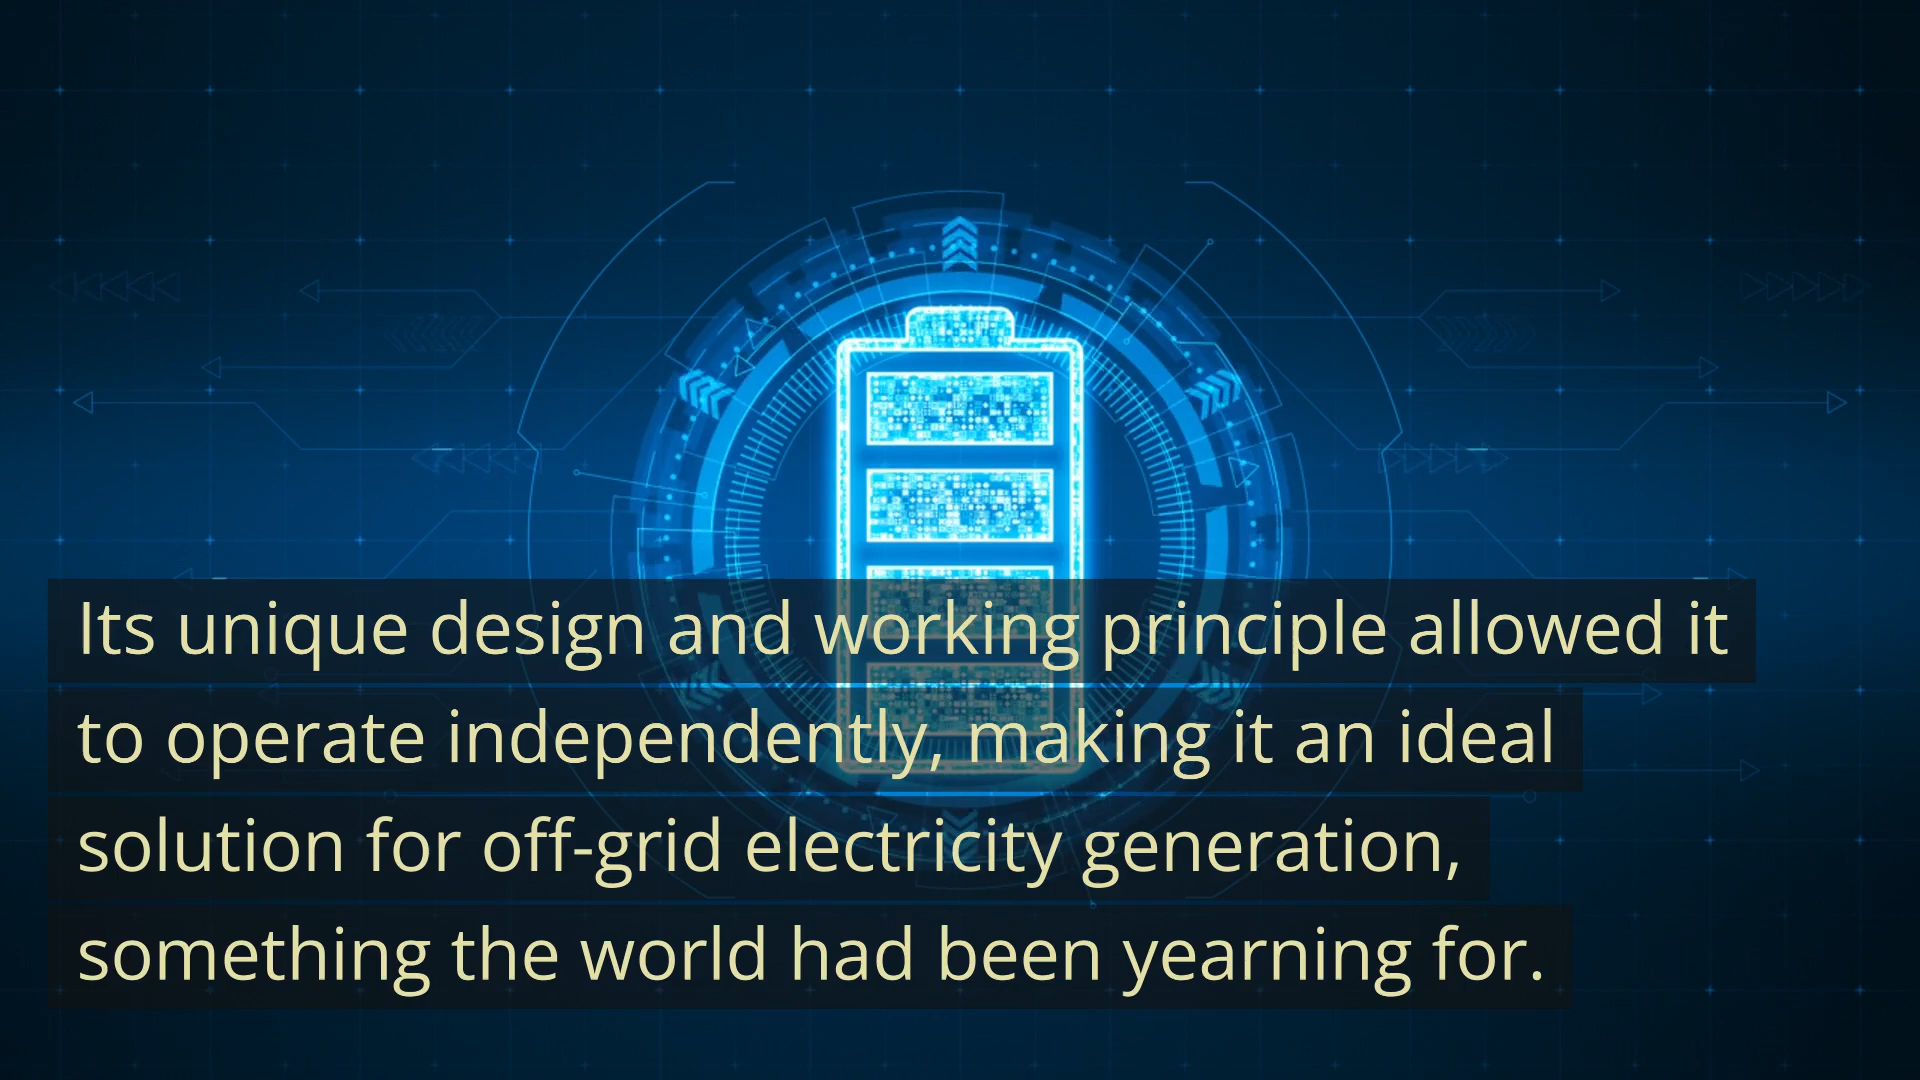 Its unique design and working principle allowed it
to operate independently, making it an ideal
solution for off-grid electricity generation,
something the world had been yearning for.